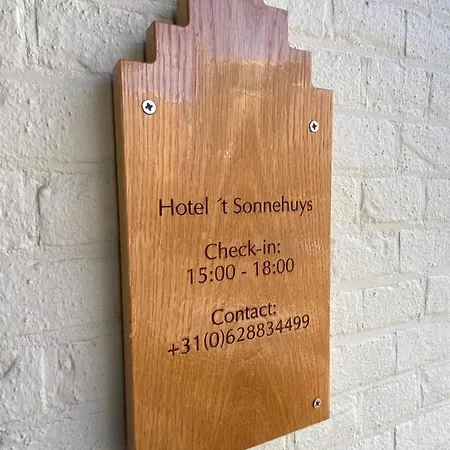 Hotel ´t Sonnehuys
Check-in:
15:00 - 18:00
Contact:
+31(0)628834499